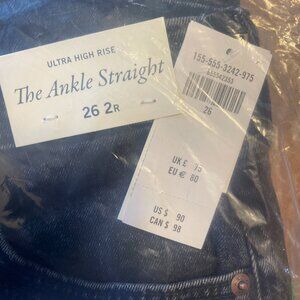 ULTRA HIGH RISE
The Ankle Straight
26 2R
155-555-3242-975
26
UK £ 75
EU € 80
US $ 90
CAN $ 98